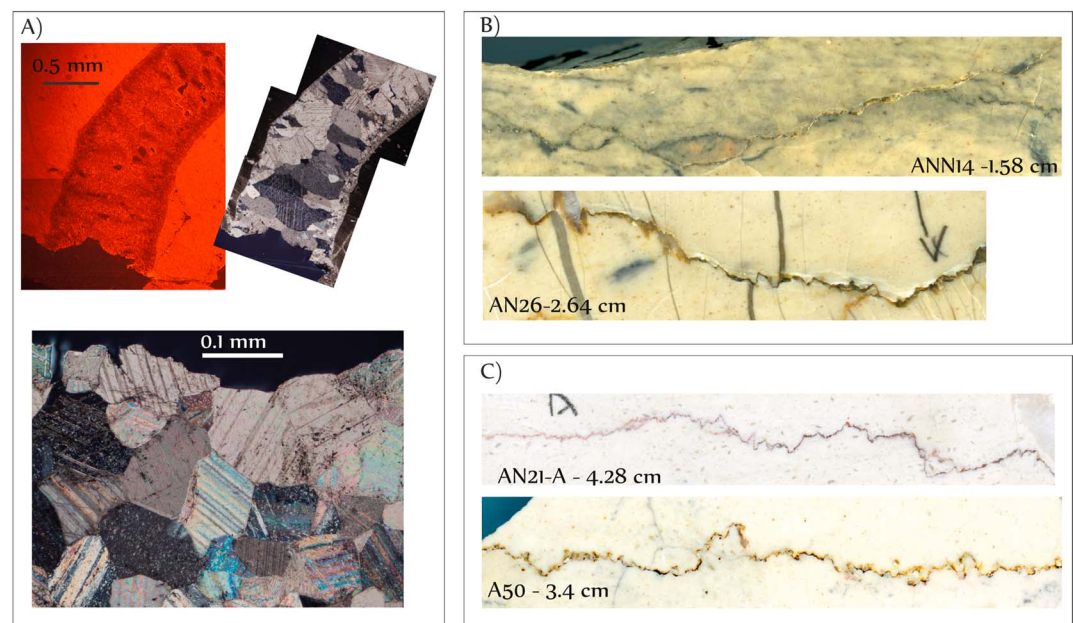 A)
0.5 mm
0.1 mm
B)
ANN14 -1.58 cm
AN26-2.64 cm
C)
A
AN21-A - 4.28 cm
A50 - 3.4 cm